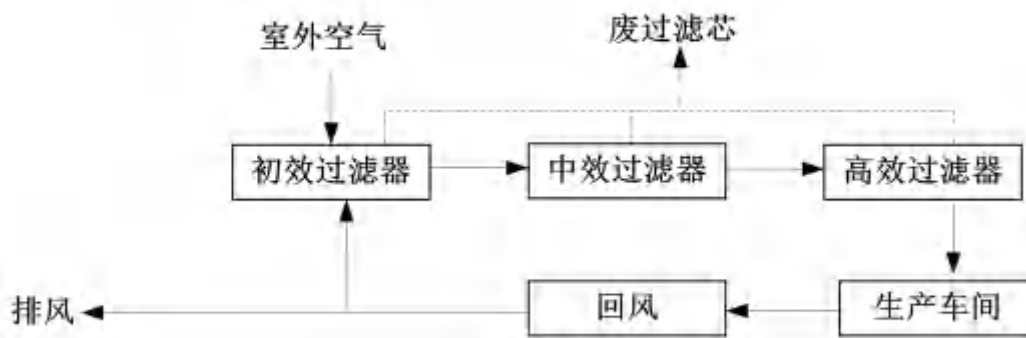 室外空气
废过滤芯
初效过滤器
中效过滤器
高效过滤器
排风
回风
生产车间